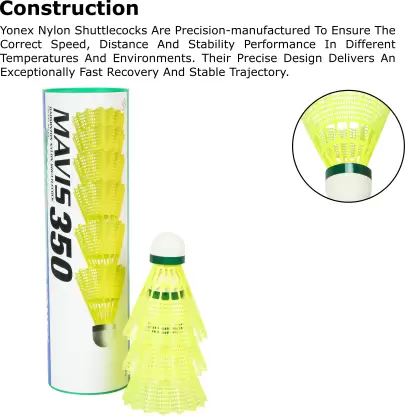 Construction
Yonex Nylon Shuttlecocks Are Precision-manufactured To Ensure The
Correct Speed, Distance And Stability Performance In Different
Temperatures And Environments. Their Precise Design Delivers An
Exceptionally Fast Recovery And Stable Trajectory.
MAVIS 350